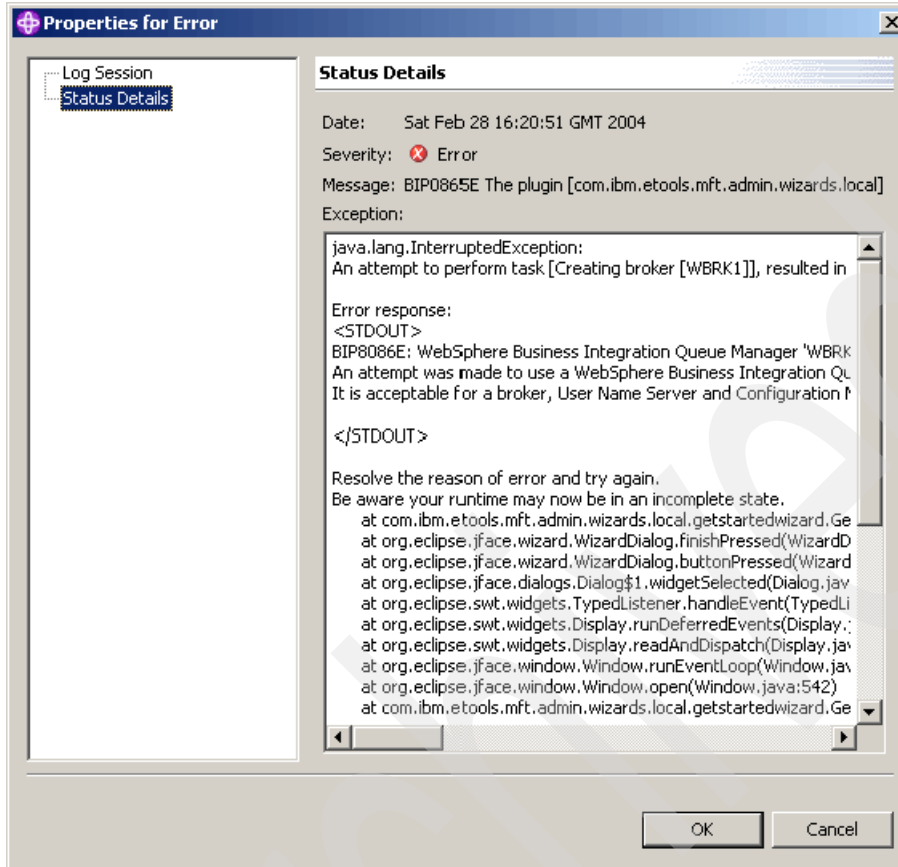 Properties for Error
Log Session
Status Details
Status Details
Date: Sat Feb 28 16:20:51 GMT 2004
Severity: Error
Message: BIP0865E The plugin [com.ibm.etools.mft.admin.wizards.local]
Exception:
java.lang.InterruptedException:
An attempt to perform task [Creating broker [WBRK1]], resulted in
Error response:
<STDOUT>
BIP8086E: WebSphere Business Integration Queue Manager 'WBRK
An attempt was made to use a WebSphere Business Integration Qu
It is acceptable for a broker, User Name Server and Configuration M
</STDOUT>
Resolve the reason of error and try again.
Be aware your runtime may now be in an incomplete state.
at com.ibm.etools.mft.admin.wizards.local.getstartedwizard.Ge
at org.eclipse.jface.wizard.WizardDialog.finishPressed(WizardD
at org.eclipse.jface.wizard.WizardDialog.buttonPressed(Wizard
at org.eclipse.jface.dialogs.Dialog$1.widgetSelected(Dialog.jav
at org.eclipse.swt.widgets.TypedListener.handleEvent(TypedLi
at org.eclipse.swt.widgets.Display.runDeferredEvents(Display.j
at org.eclipse.swt.widgets.Display.readAndDispatch(Display.jav
at org.eclipse.jface.window.Window.runEventLoop(Window.jav
at org.eclipse.jface.window.Window.open(Window.java:542)
at com.ibm.etools.mft.admin.wizards.local.getstartedwizard.Ge
OK Cancel